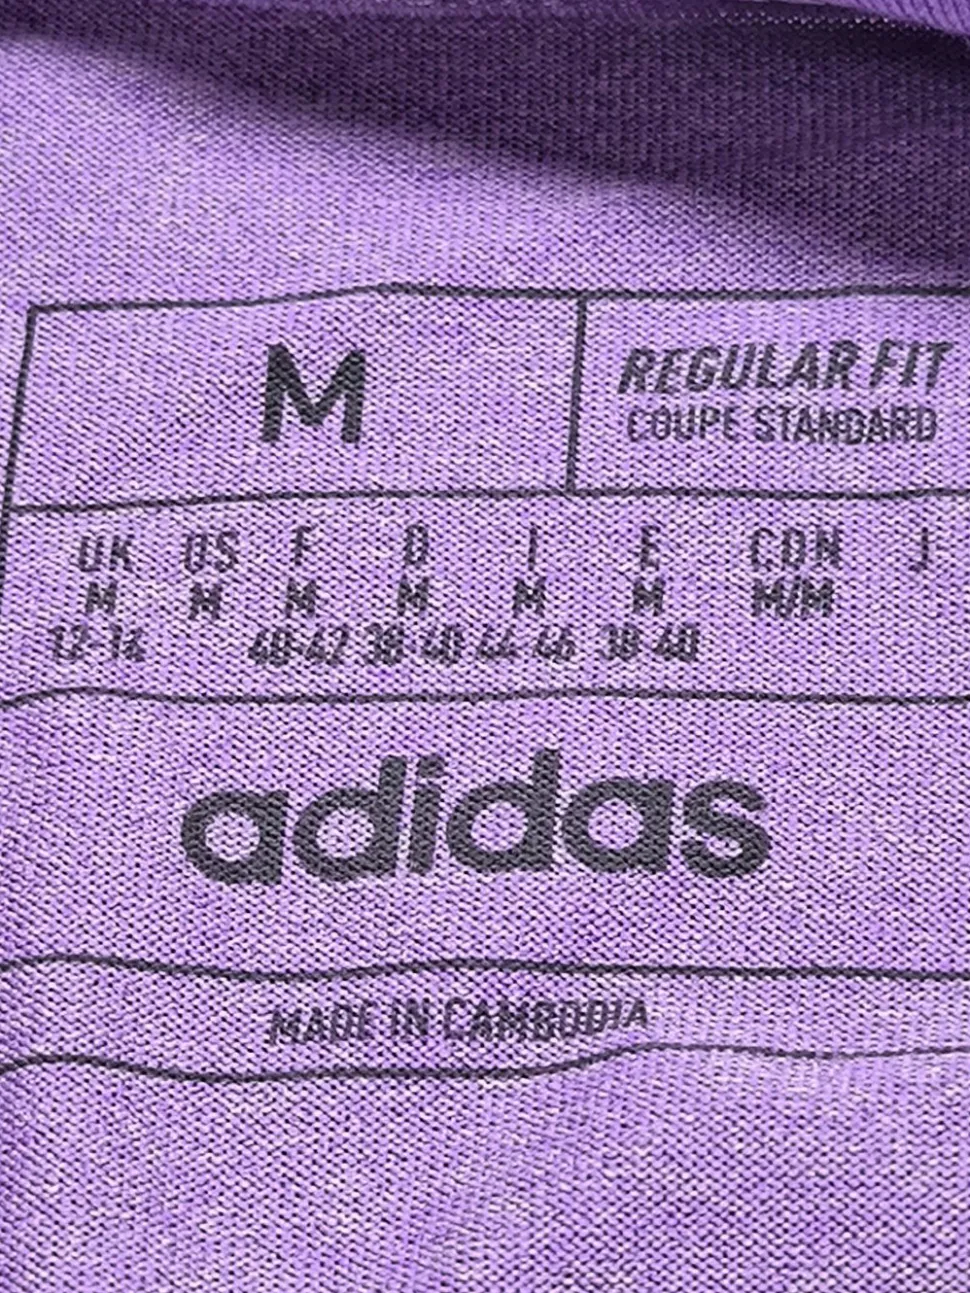 M
REGULAR FIT
COUPE STANDARD
UK US F D I E CDN J
M M M M M M M/M
12-14 40-42 38-40 44-46 38-40
adidas
MADE IN CAMBODIA